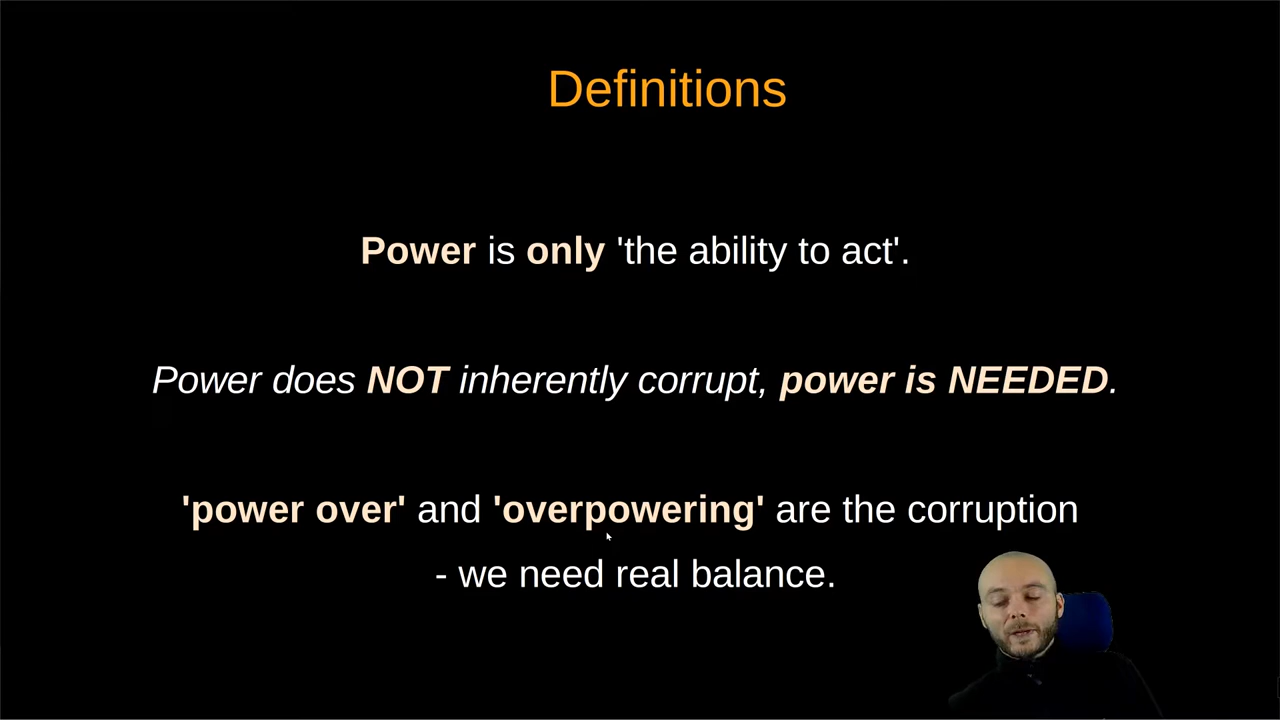 Definitions
Power is only 'the ability to act'.
Power does NOT inherently corrupt, power is NEEDED.
'power over' and 'overpowering' are the corruption
- we need real balance.